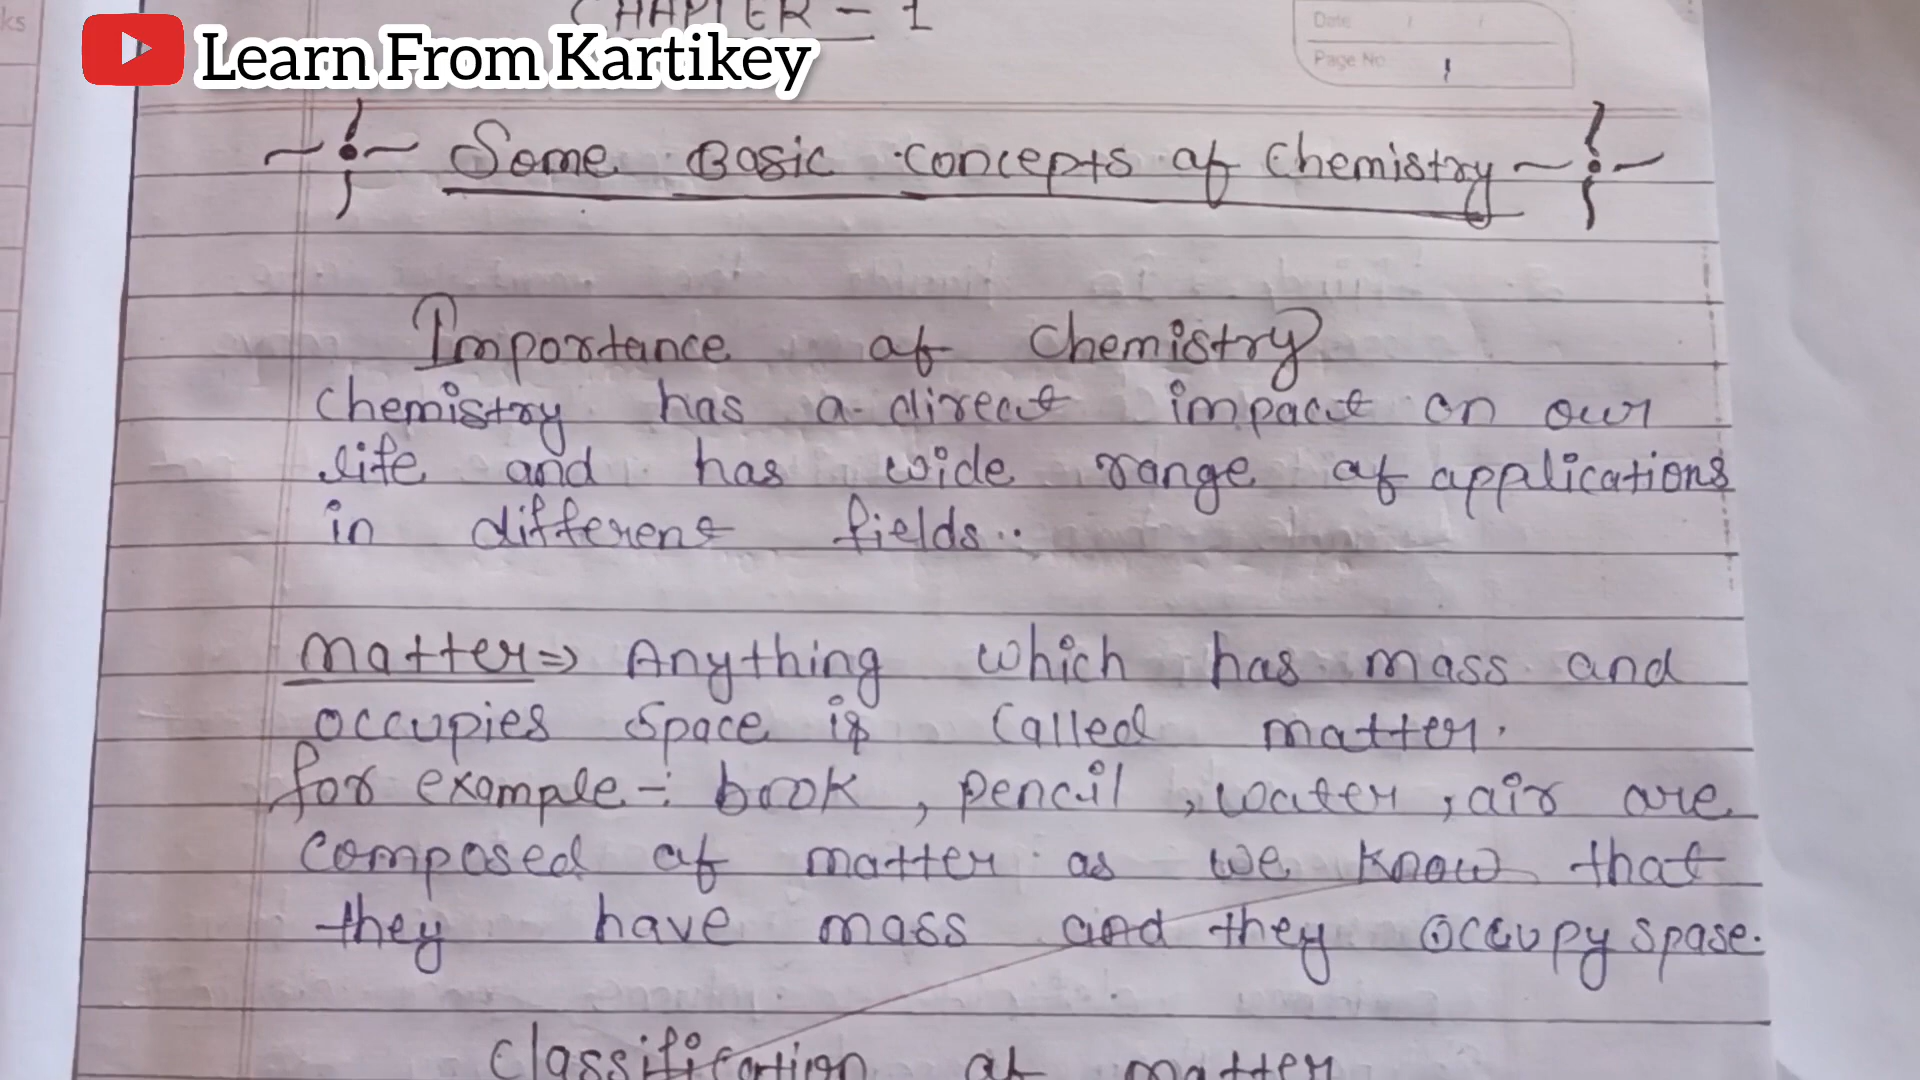 ks
CHAPTER - 1
Learn From Kartikey
Date
Page No 1
Some Basic concepts of Chemistry
Importance of Chemistry
chemistry has a direct impact on our
life and has wide range of applications
in different fields..
matter => Anything which has mass and
occupies space is called matter.
for example -: book, pencil, water, air are
composed of matter as we know that
they have mass and they occupy spase.
Classification of matter